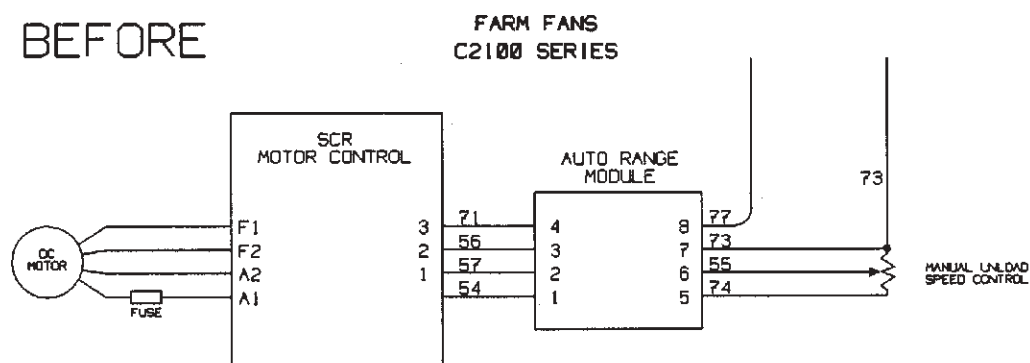 BEFORE
FARM FANS
C2100 SERIES
SCR
MOTOR CONTROL
AUTO RANGE
MODULE
73
F1
3
71
4
8
77
F2
2
56
3
7
73
DC
MOTOR
A2
1
57
2
6
55
MANUAL UNLOAD
SPEED CONTROL
A1
54
1
5
74
FUSE